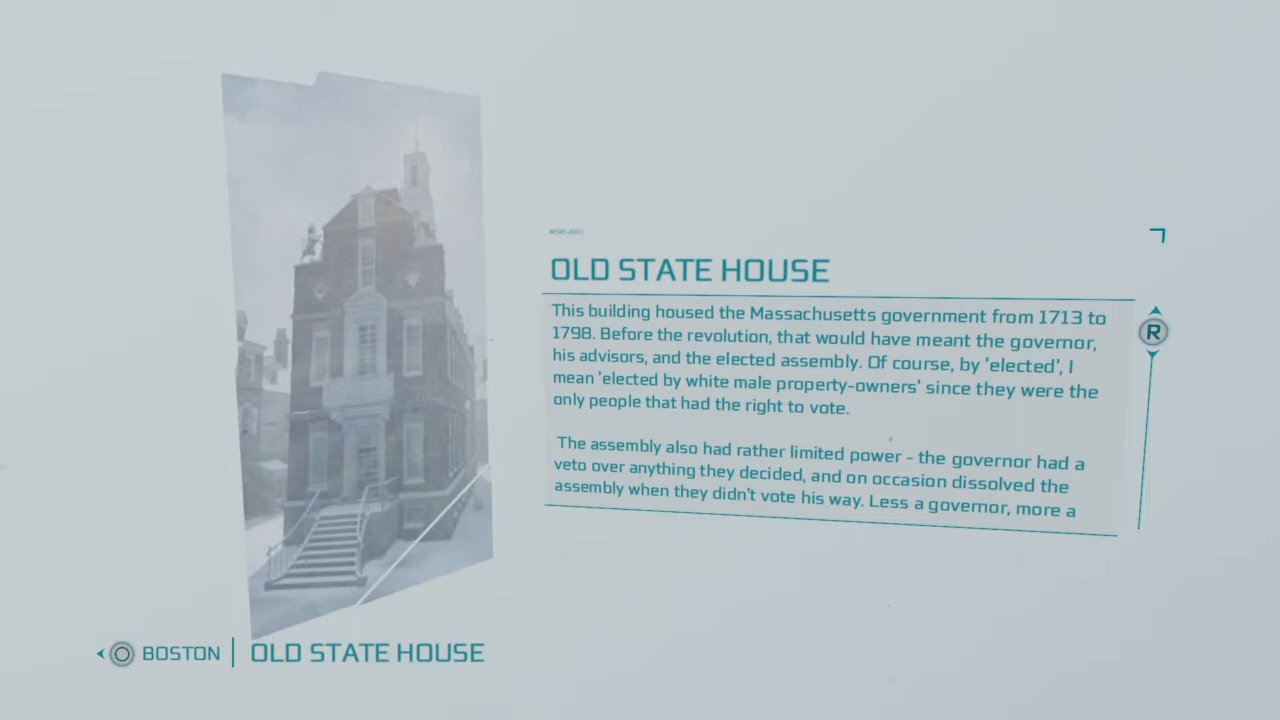 OLD STATE HOUSE
This building housed the Massachusetts government from 1713 to
1798. Before the revolution, that would have meant the governor,
his advisors, and the elected assembly. Of course, by 'elected', I
mean 'elected by white male property-owners' since they were the
only people that had the right to vote.
The assembly also had rather limited power - the governor had a
veto over anything they decided, and on occasion dissolved the
assembly when they didn't vote his way. Less a governor, more a
R
BOSTON
OLD STATE HOUSE